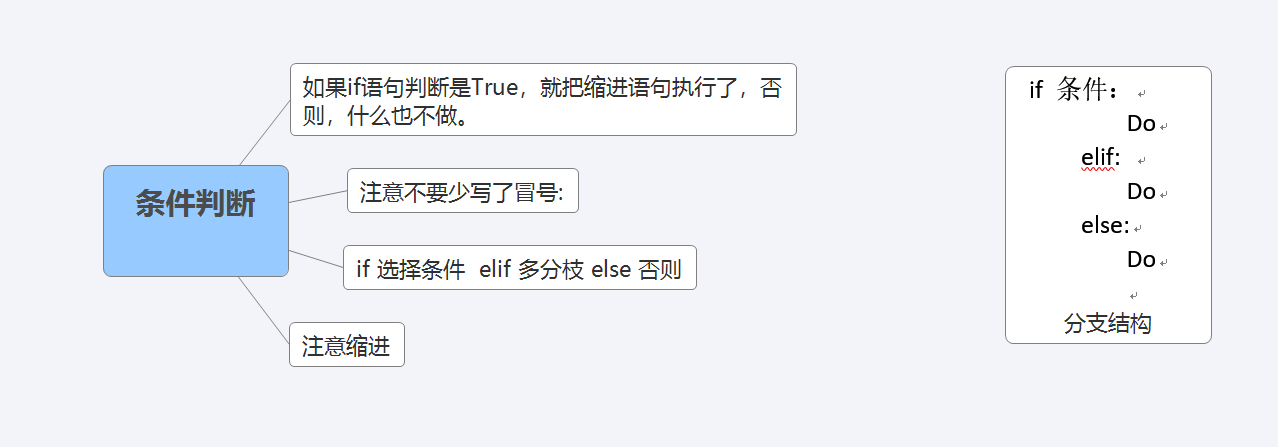 如果if语句判断是True，就把缩进语句执行了，否
则，什么也不做。
条件判断
注意不要少写了冒号:
if 选择条件  elif 多分枝 else 否则
注意缩进
if 条件：
Do
elif:
Do
else:
Do
分支结构